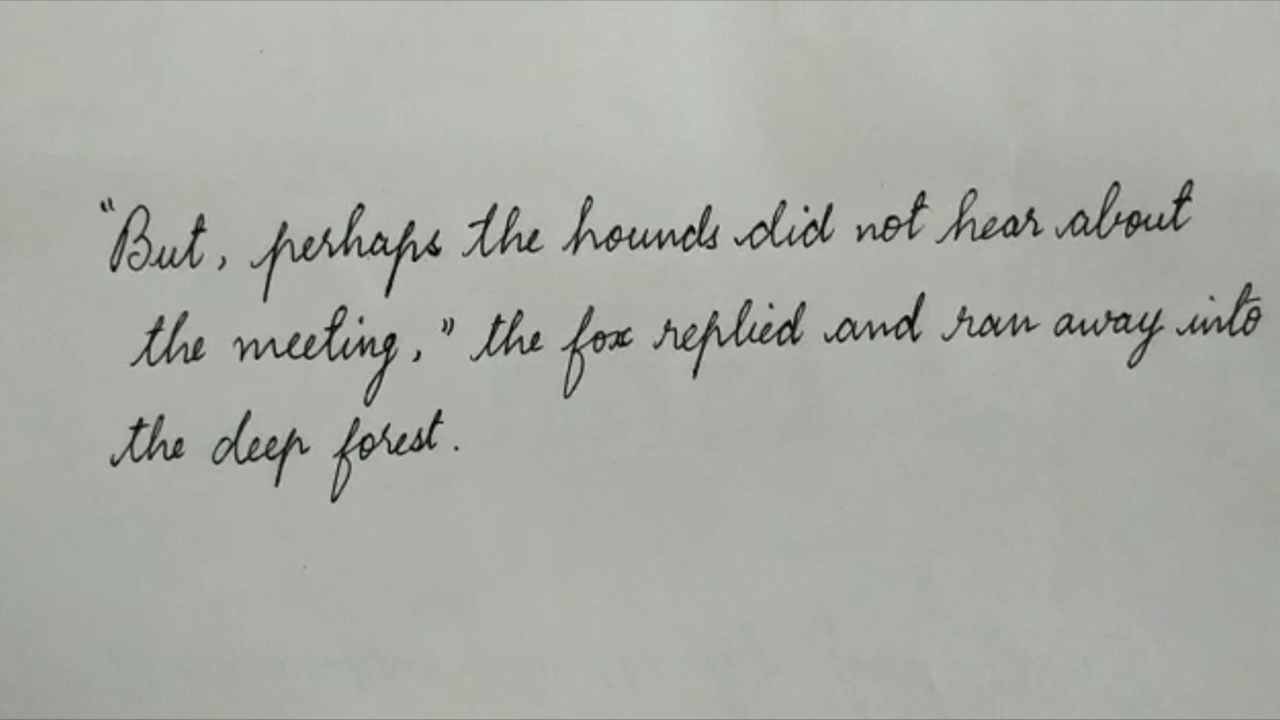 “But, perhaps the hounds did not hear about
the meeting,” the fox replied and ran away into
the deep forest.